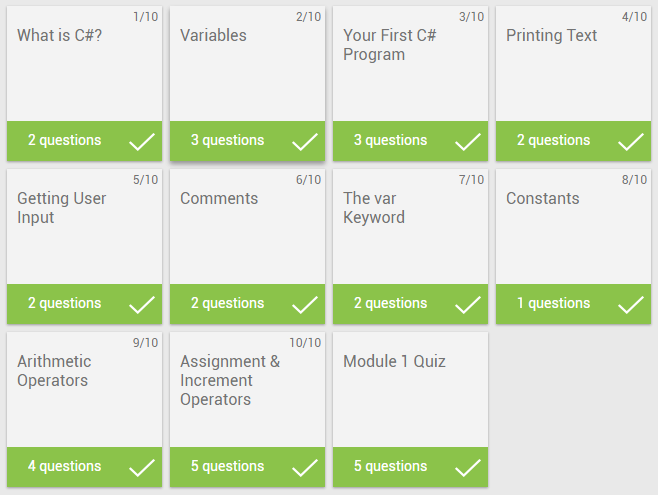 1/10
What is C#?
2 questions
2/10
Variables
3 questions
3/10
Your First C#
Program
3 questions
4/10
Printing Text
2 questions
5/10
Getting User
Input
2 questions
6/10
Comments
2 questions
7/10
The var
Keyword
2 questions
8/10
Constants
1 questions
9/10
Arithmetic
Operators
4 questions
10/10
Assignment &
Increment
Operators
5 questions
Module 1 Quiz
5 questions